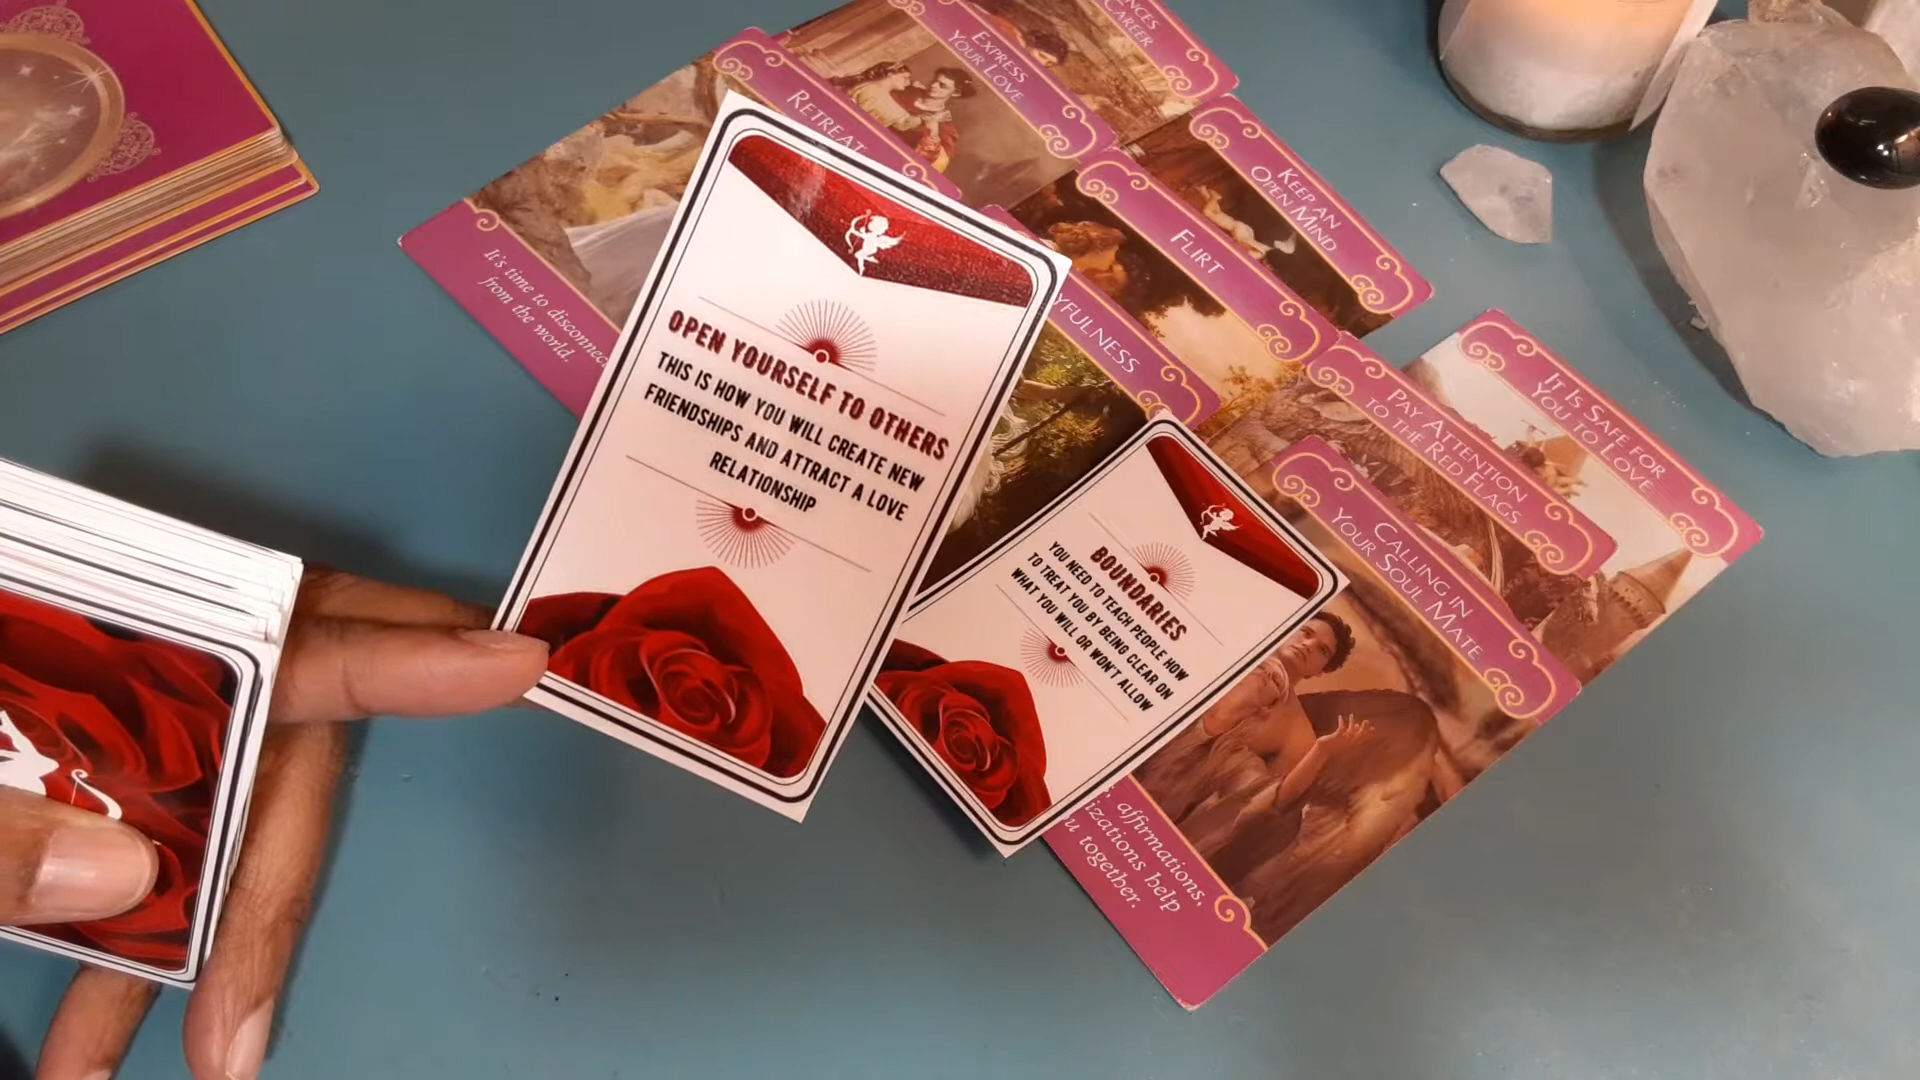 NCES
CAREER
EXPRESS
YOUR LOVE
RETREAT
KEEP AN
OPEN MIND
FLIRT
YFULNESS
It's time to disconnec
from the world.
OPEN YOURSELF TO OTHERS
THIS IS HOW YOU WILL CREATE NEW
FRIENDSHIPS AND ATTRACT A LOVE
RELATIONSHIP
IT IS SAFE FOR
YOU TO LOVE
PAY ATTENTION
TO THE RED FLAGS
CALLING IN
YOUR SOUL MATE
BOUNDARIES
YOU NEED TO TEACH PEOPLE HOW
TO TREAT YOU BY BEING CLEAR ON
WHAT YOU WILL OR WON'T ALLOW
, affirmations,
izations help
u together.